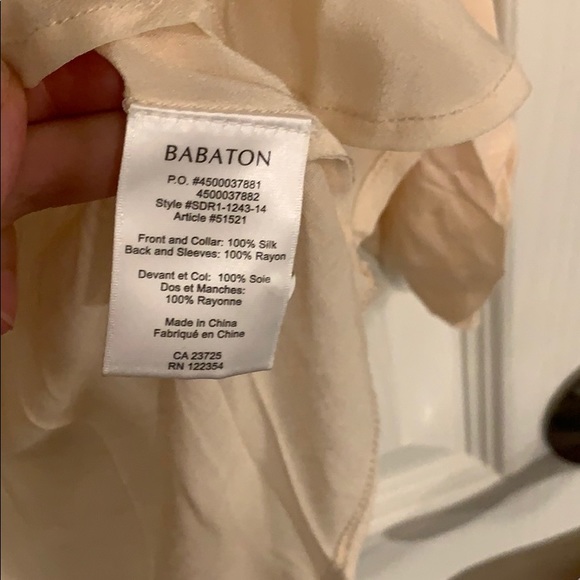 BABATON
P.O. #4500037881
4500037882
Style #SDR1-1243-14
Article #51521
Front and Collar: 100% Silk
Back and Sleeves: 100% Rayon
Devant et Col: 100% Soie
Dos et Manches:
100% Rayonne
Made in China
Fabriqué en Chine
CA 23725
RN 122354